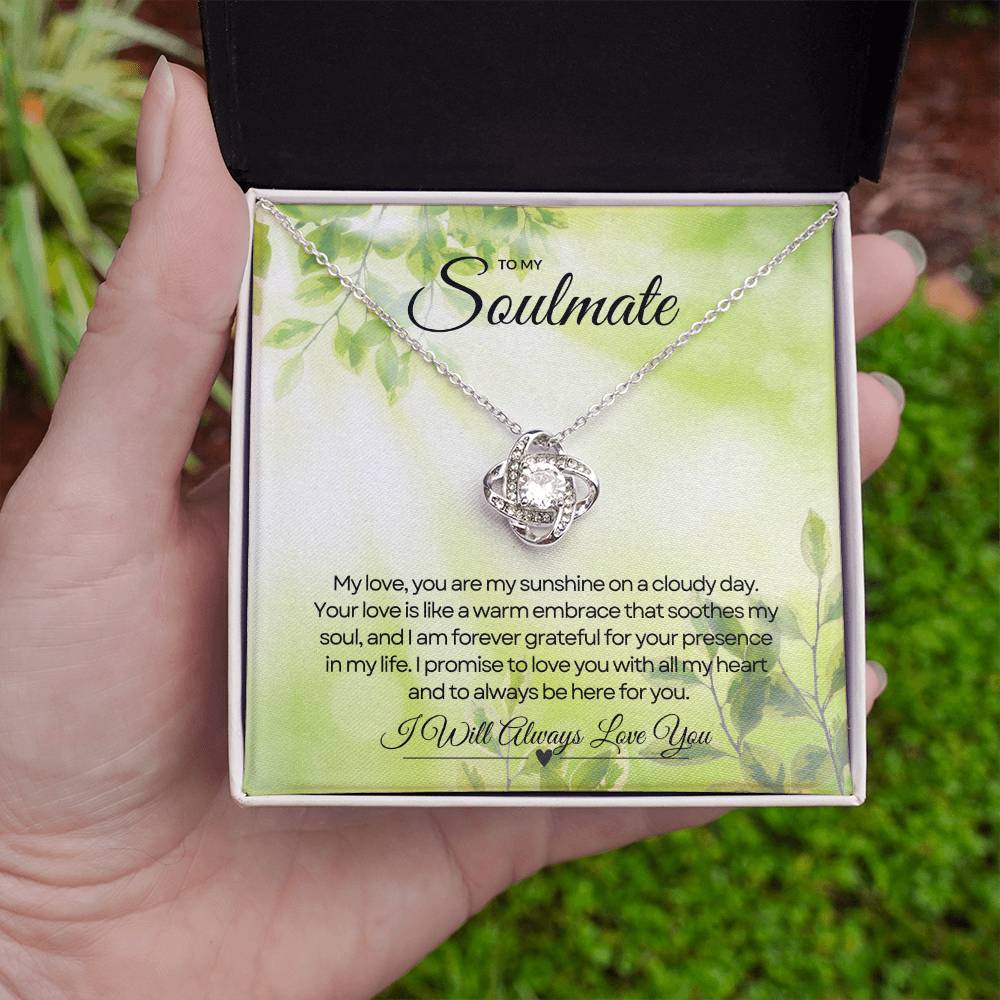 TO MY
Soulmate
My love, you are my sunshine on a cloudy day.
Your love is like a warm embrace that soothes my
soul, and I am forever grateful for your presence
in my life. I promise to love you with all my heart
and to always be here for you.
I Will Always Love You